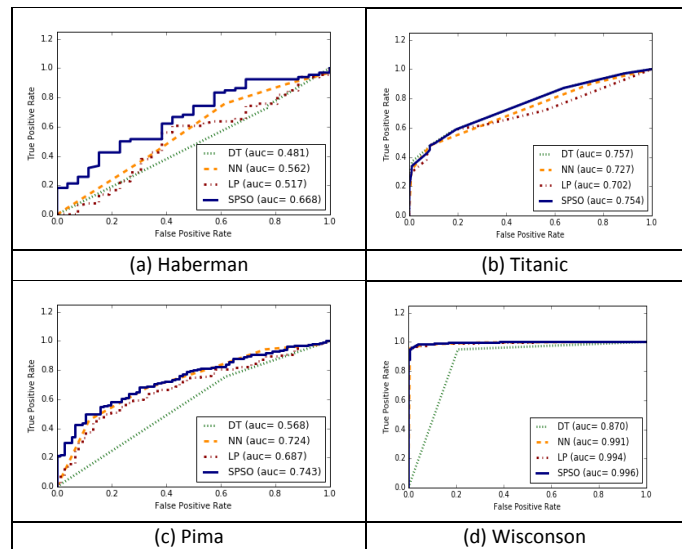 1.2
1.0
0.8
0.6
0.4
0.2
0.0
True Positive Rate
DT (auc= 0.481)
NN (auc= 0.562)
LP (auc= 0.517)
SPSO (auc= 0.668)
0.0 0.2 0.4 0.6 0.8 1.0
False Positive Rate
(a) Haberman
1.2
1.0
0.8
0.6
0.4
0.2
0.0
True Positive Rate
DT (auc= 0.757)
NN (auc= 0.727)
LP (auc= 0.702)
SPSO (auc= 0.754)
0.0 0.2 0.4 0.6 0.8 1.0
False Positive Rate
(b) Titanic
1.2
1.0
0.8
0.6
0.4
0.2
0.0
True Positive Rate
DT (auc= 0.568)
NN (auc= 0.724)
LP (auc= 0.687)
SPSO (auc= 0.743)
0.0 0.2 0.4 0.6 0.8 1.0
False Positive Rate
(c) Pima
1.2
1.0
0.8
0.6
0.4
0.2
0.0
True Positive Rate
DT (auc= 0.870)
NN (auc= 0.991)
LP (auc= 0.994)
SPSO (auc= 0.996)
0.0 0.2 0.4 0.6 0.8 1.0
False Positive Rate
(d) Wisconson